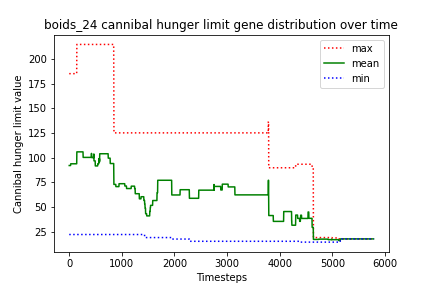 boids_24 cannibal hunger limit gene distribution over time
max
mean
min
Cannibal hunger limit value
200
175
150
125
100
75
50
25
0
1000
2000
3000
4000
5000
6000
Timesteps